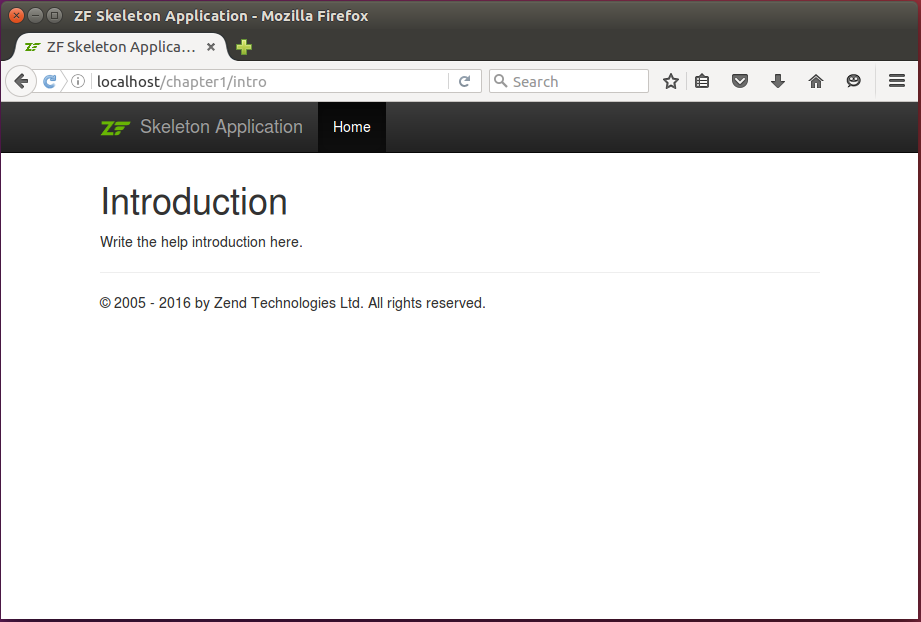 ZF Skeleton Application - Mozilla Firefox
ZF Skeleton Applica...
localhost/chapter1/intro
Search
ZF Skeleton Application
Home
Introduction
Write the help introduction here.
© 2005 - 2016 by Zend Technologies Ltd. All rights reserved.